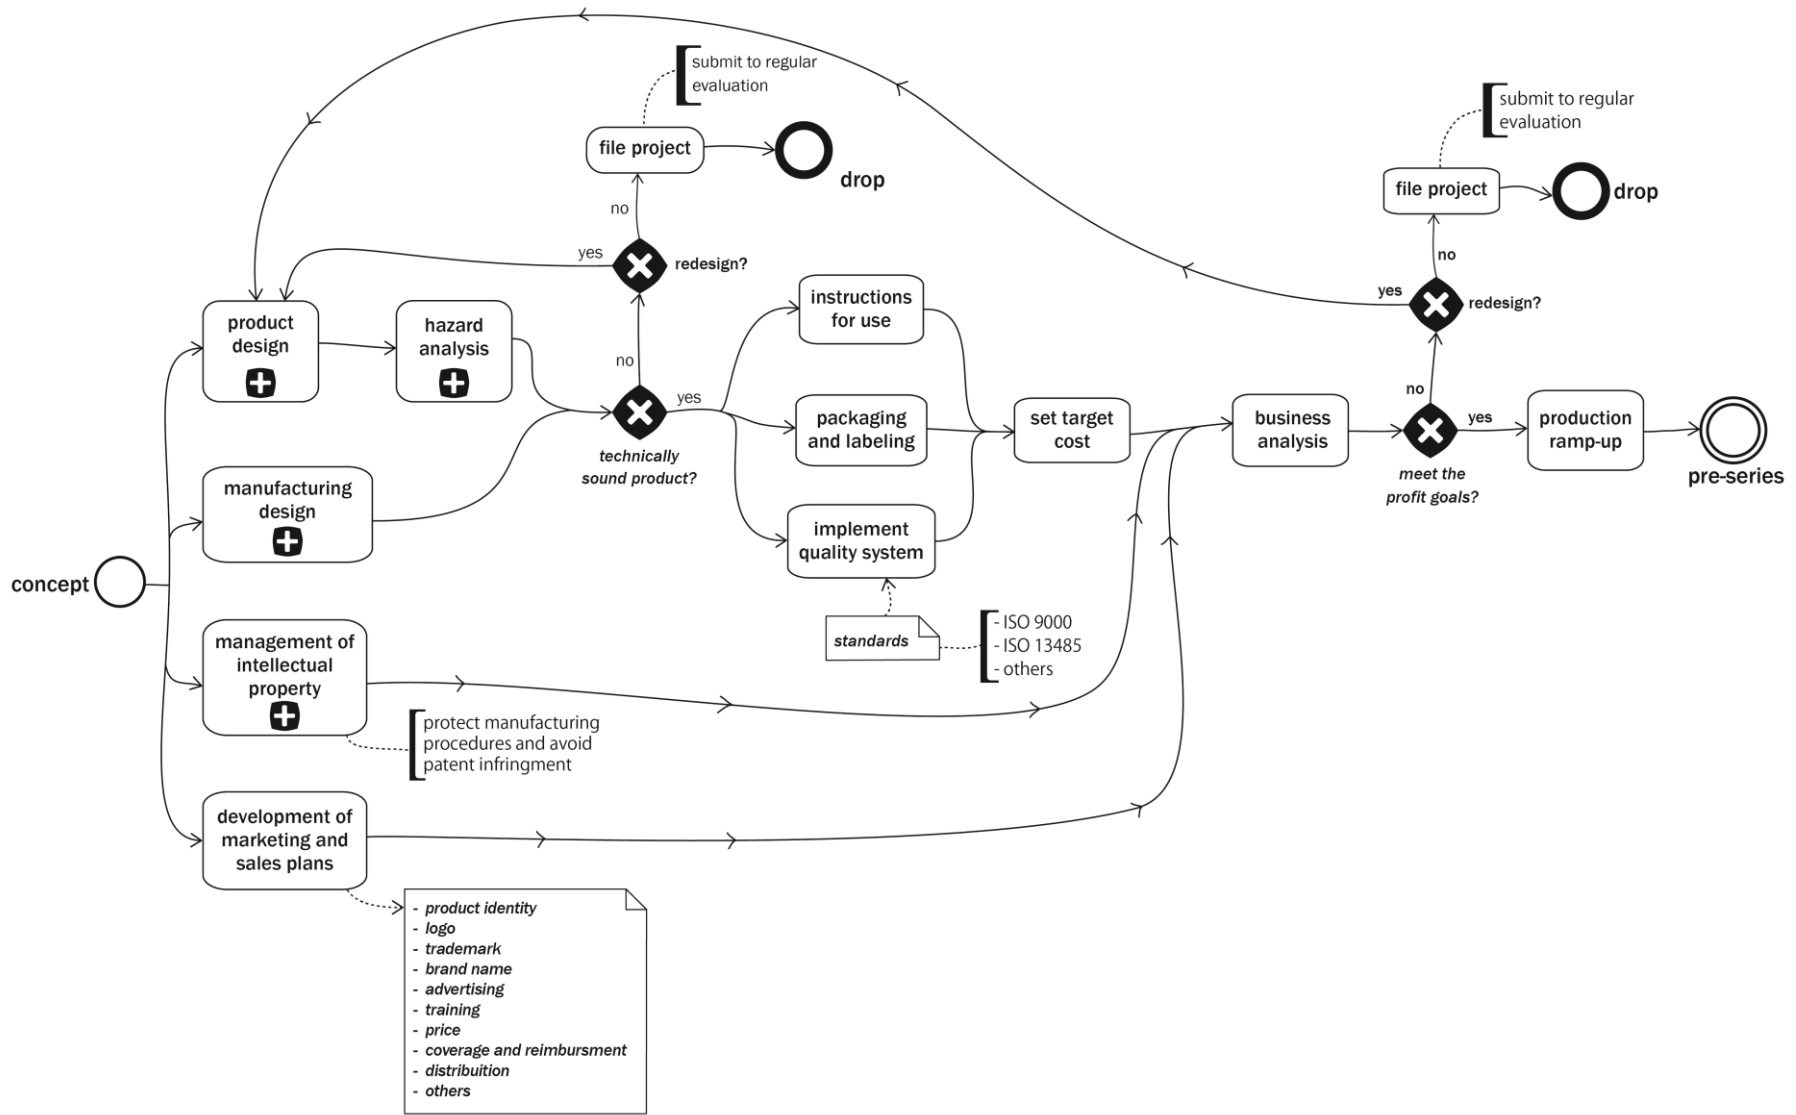 submit to regular
evaluation
file project
drop
no
yes
redesign?
no
submit to regular
evaluation
file project
drop
no
yes
redesign?
no
product
design
hazard
analysis
technically
sound product?
yes
instructions
for use
packaging
and labeling
implement
quality system
set target
cost
business
analysis
meet the
profit goals?
yes
production
ramp-up
pre-series
manufacturing
design
concept
standards
- ISO 9000
- ISO 13485
- others
management of
intellectual
property
protect manufacturing
procedures and avoid
patent infringment
development of
marketing and
sales plans
- product identity
- logo
- trademark
- brand name
- advertising
- training
- price
- coverage and reimbursment
- distribuition
- others